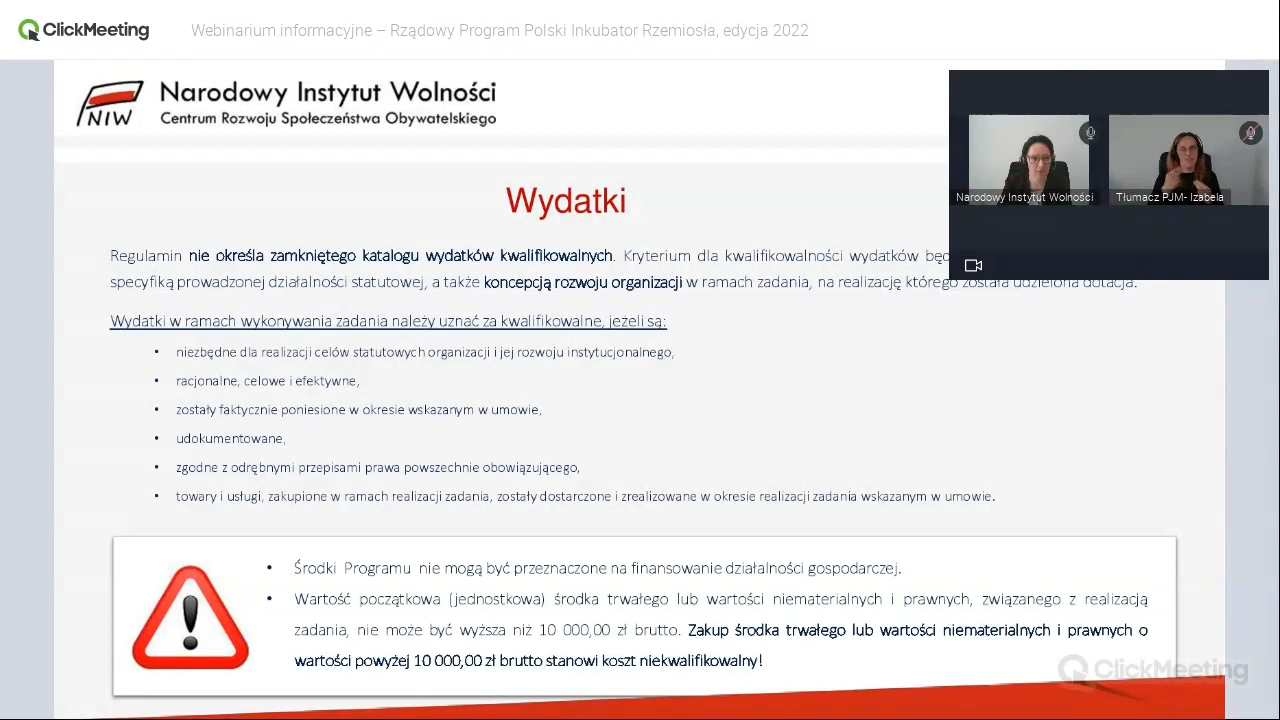 ClickMeeting
Webinarium informacyjne – Rządowy Program Polski Inkubator Rzemiosła, edycja 2022
NIW
Narodowy Instytut Wolności
Centrum Rozwoju Społeczeństwa Obywatelskiego
Narodowy Instytut Wolności
Tłumacz PJM- Izabela
Wydatki
Regulamin nie określa zamkniętego katalogu wydatków kwalifikowalnych. Kryterium dla kwalifikowalności wydatków
specyfiką prowadzonej działalności statutowej, a także koncepcją rozwoju organizacji w ramach zadania, na realizację którego została udzielona dotacja.
Wydatki w ramach wykonywania zadania należy uznać za kwalifikowalne, jeżeli są:
• niezbędne dla realizacji celów statutowych organizacji i jej rozwoju instytucjonalnego,
• racjonalne, celowe i efektywne,
• zostały faktycznie poniesione w okresie wskazanym w umowie,
• udokumentowane,
• zgodne z odrębnymi przepisami prawa powszechnie obowiązującego,
• towary i usługi, zakupione w ramach realizacji zadania, zostały dostarczone i zrealizowane w okresie realizacji zadania wskazanym w umowie.
• Środki Programu nie mogą być przeznaczone na finansowanie działalności gospodarczej.
• Wartość początkowa (jednostkowa) środka trwałego lub wartości niematerialnych i prawnych, związanego z realizacją
zadania, nie może być wyższa niż 10 000,00 zł brutto. Zakup środka trwałego lub wartości niematerialnych i prawnych o
wartości powyżej 10 000,00 zł brutto stanowi koszt niekwalifikowalny!
ClickMeeting